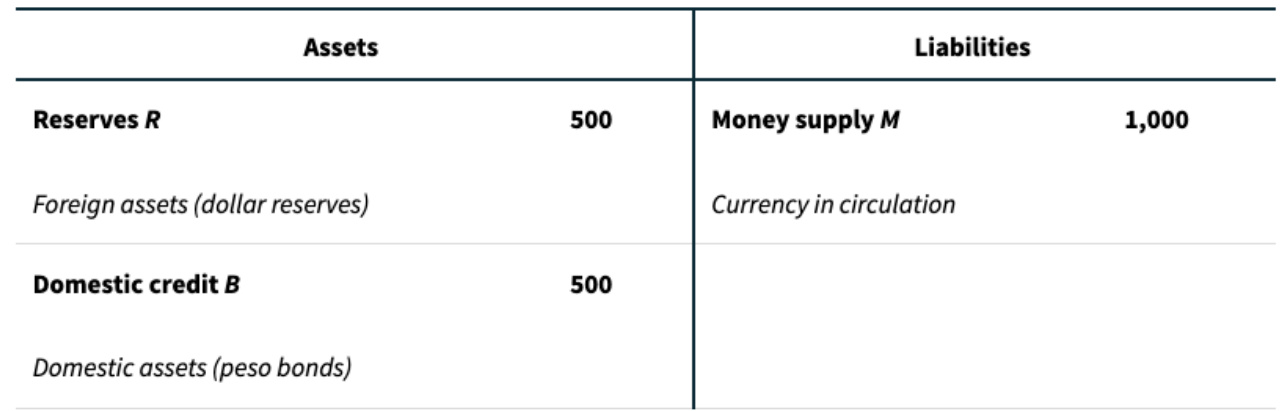 Assets Liabilities
Reserves R 500 Money supply M 1,000
Foreign assets (dollar reserves) Currency in circulation
Domestic credit B 500
Domestic assets (peso bonds)